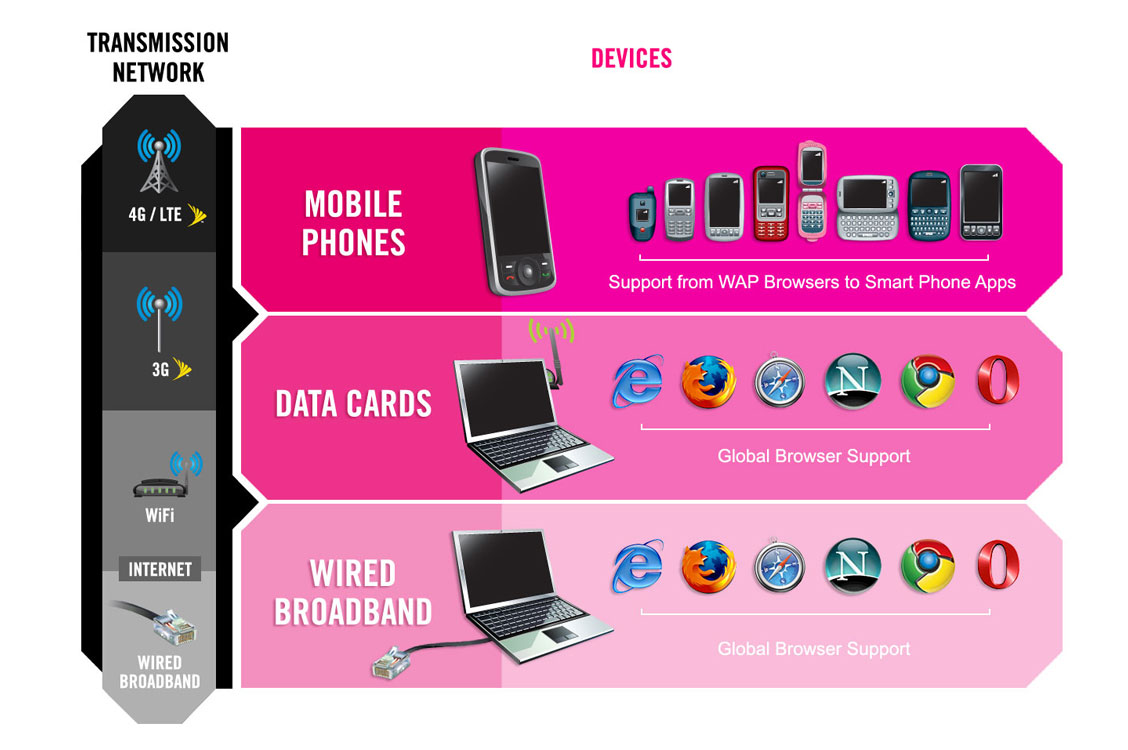 TRANSMISSION
NETWORK
DEVICES
4G / LTE
3G
WiFi
INTERNET
WIRED
BROADBAND
MOBILE
PHONES
Support from WAP Browsers to Smart Phone Apps
DATA CARDS
N
Global Browser Support
WIRED
BROADBAND
N
Global Browser Support